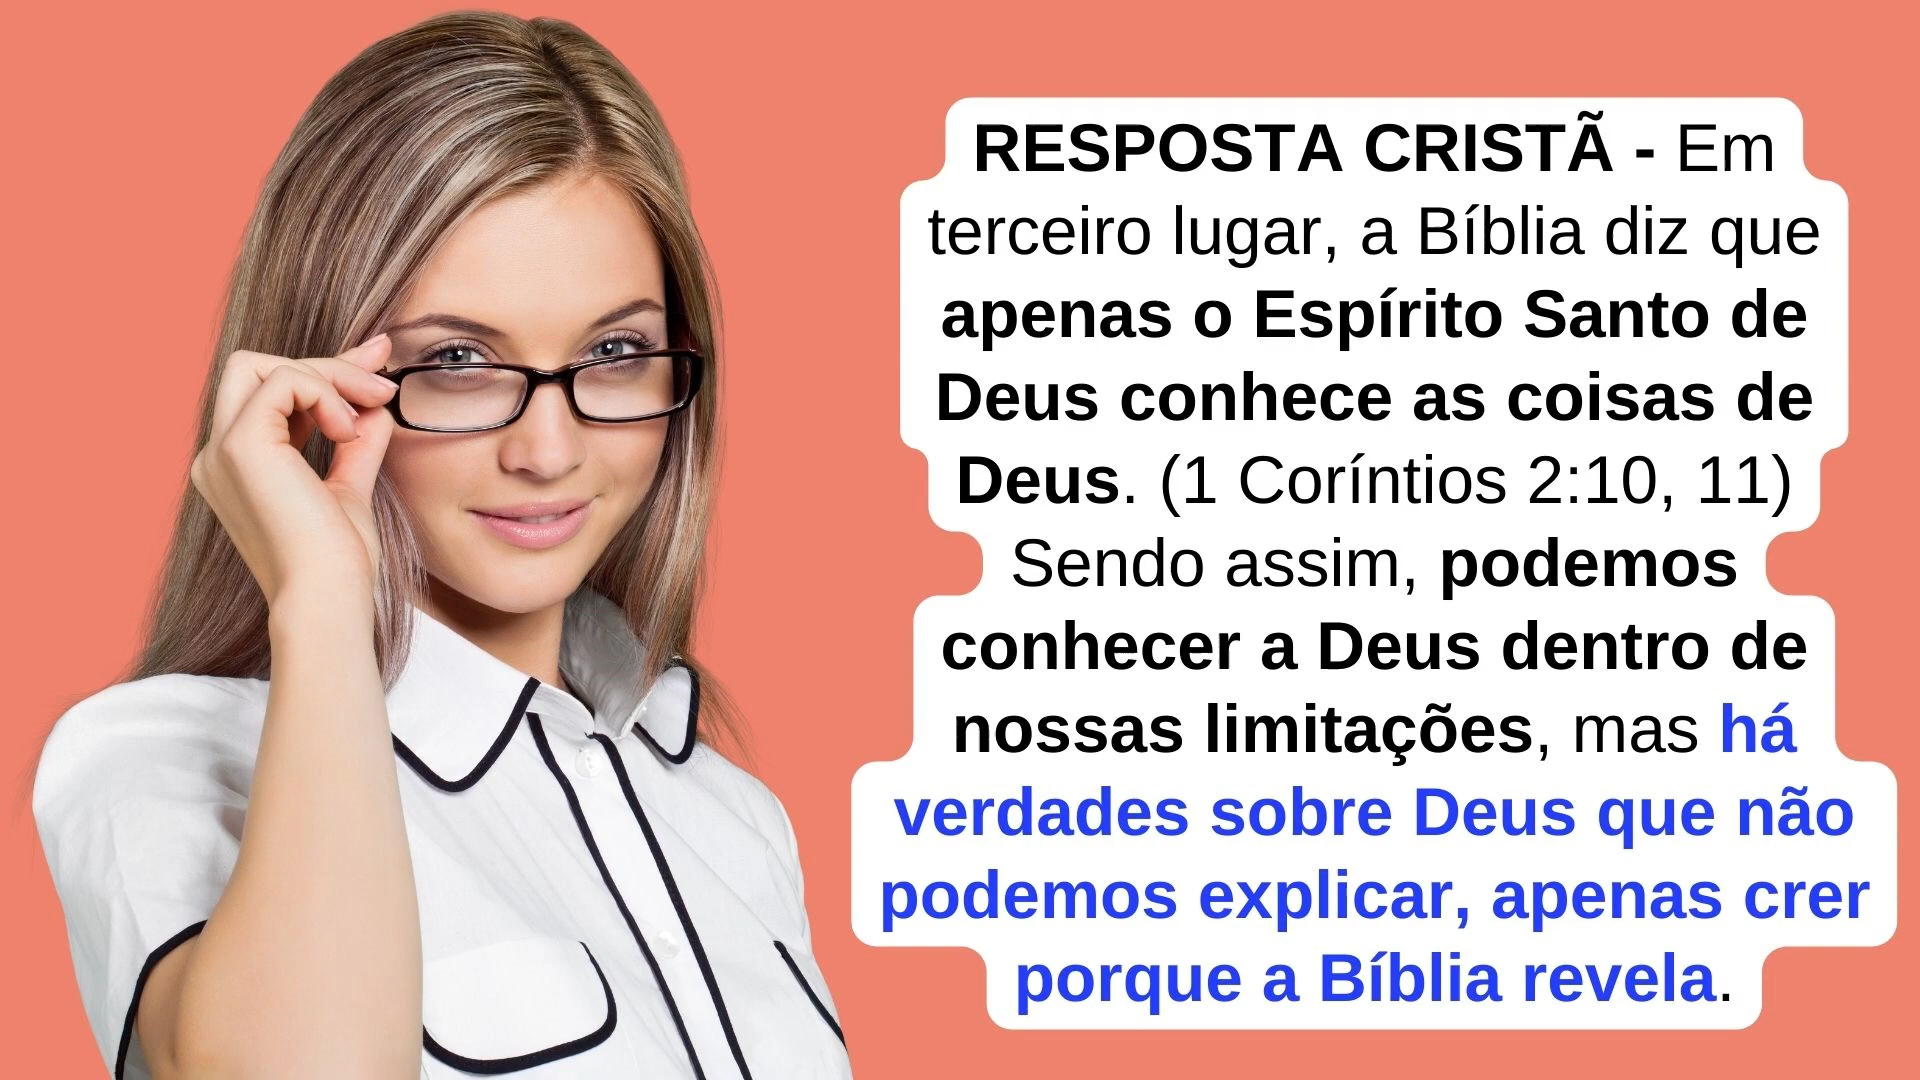 RESPOSTA CRISTÃ - Em
terceiro lugar, a Bíblia diz que
apenas o Espírito Santo de
Deus conhece as coisas de
Deus. (1 Coríntios 2:10, 11)
Sendo assim, podemos
conhecer a Deus dentro de
nossas limitações, mas há
verdades sobre Deus que não
podemos explicar, apenas crer
porque a Bíblia revela.